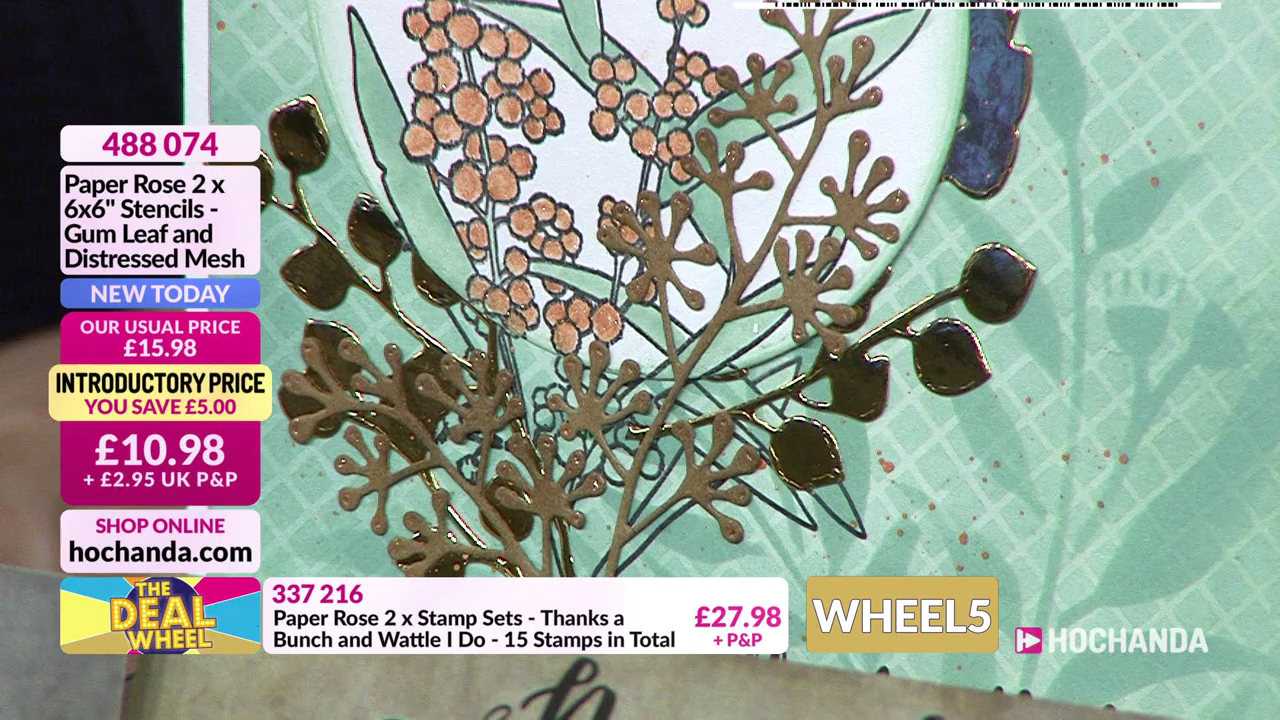 488 074
Paper Rose 2 x
6x6" Stencils -
Gum Leaf and
Distressed Mesh
NEW TODAY
OUR USUAL PRICE
£15.98
INTRODUCTORY PRICE
YOU SAVE £5.00
£10.98
+ £2.95 UK P&P
SHOP ONLINE
hochanda.com
THE
DEAL
WHEEL
337 216
Paper Rose 2 x Stamp Sets - Thanks a
Bunch and Wattle I Do - 15 Stamps in Total
£27.98
+ P&P
WHEEL5
HOCHANDA